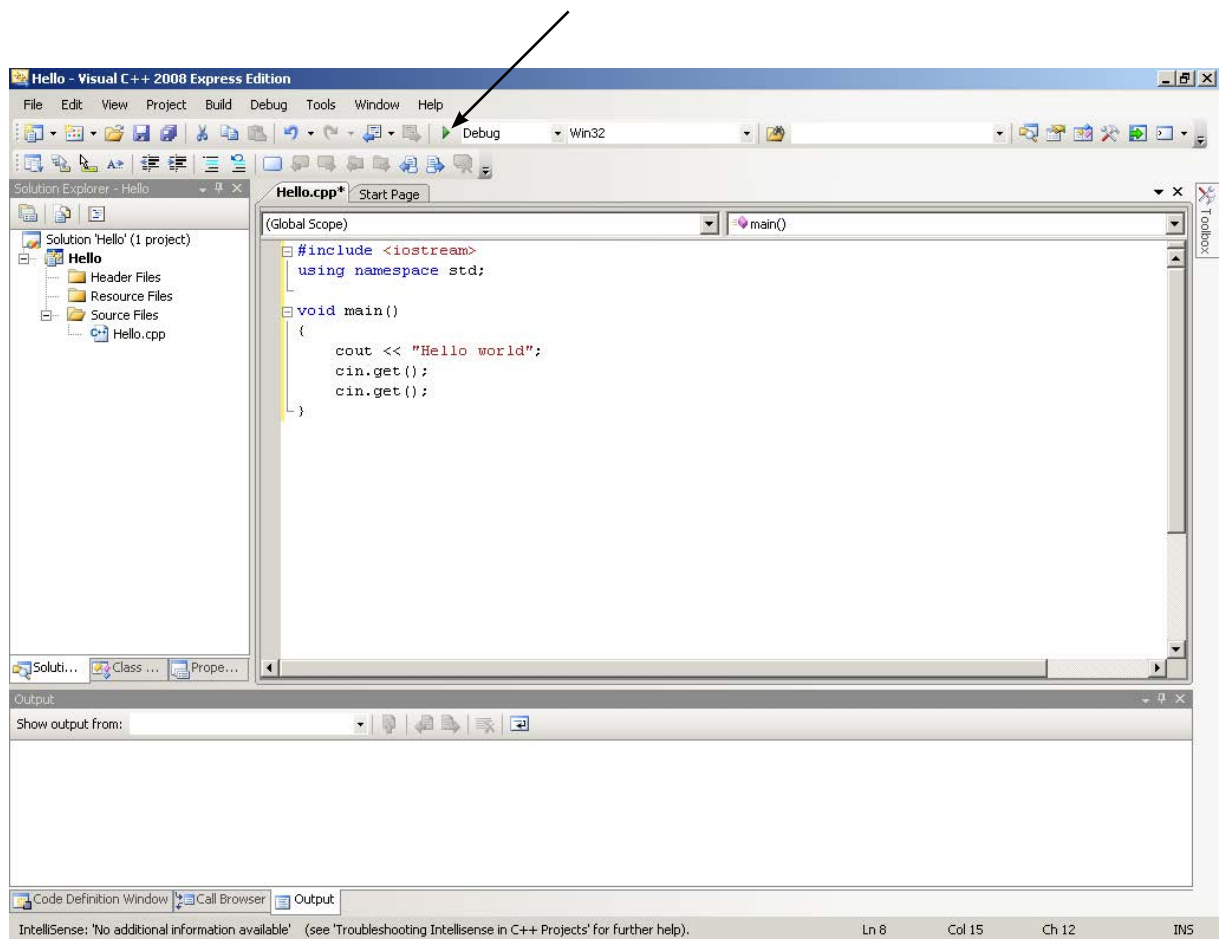 Hello - Visual C++ 2008 Express Edition
File Edit View Project Build Debug Tools Window Help
Debug Win32
Solution Explorer - Hello
Hello.cpp* Start Page
(Global Scope) main()
Solution 'Hello' (1 project)
Hello
Header Files
Resource Files
Source Files
Hello.cpp
#include <iostream>
using namespace std;
void main()
{
cout << "Hello world";
cin.get();
cin.get();
}
Toolbox
Soluti... Class ... Prope...
Output
Show output from:
Code Definition Window Call Browser Output
IntelliSense: 'No additional information available' (see 'Troubleshooting Intellisense in C++ Projects' for further help). Ln 8 Col 15 Ch 12 INS